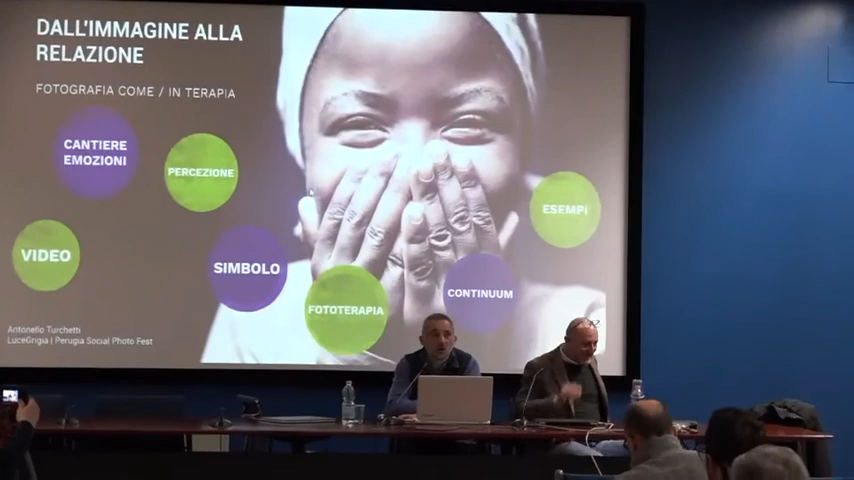 DALL'IMMAGINE ALLA
RELAZIONE
FOTOGRAFIA COME / IN TERAPIA
CANTIERE
EMOZIONI
PERCEZIONE
ESEMPI
VIDEO
SIMBOLO
CONTINUUM
FOTOTERAPIA
Antonello Turchetti
LuceGrigia | Perugia Social Photo Fest